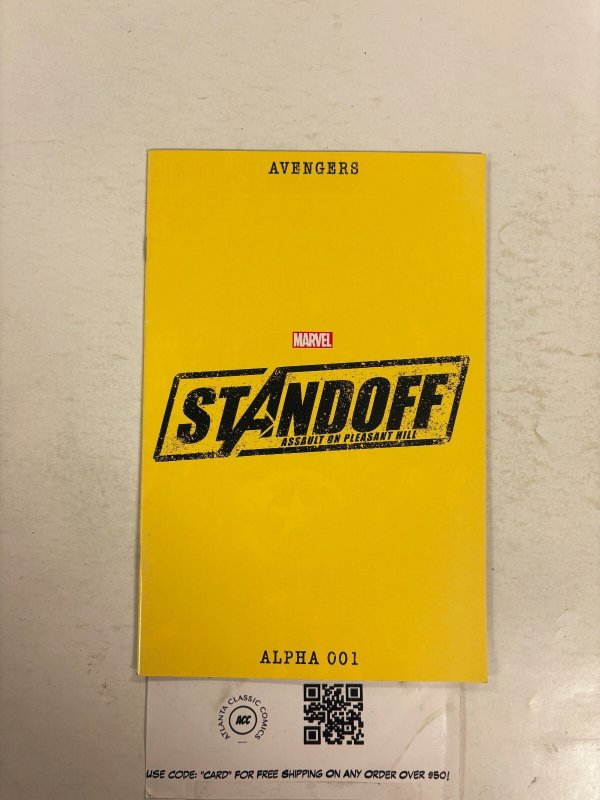 AVENGERS
MARVEL
STANDOFF
ASSAULT ON PLEASANT HILL
ALPHA 001
ATLANTA CLASSIC COMICS
ACC
USE CODE: "CARD" FOR FREE SHIPPING ON ANY ORDER OVER $50!